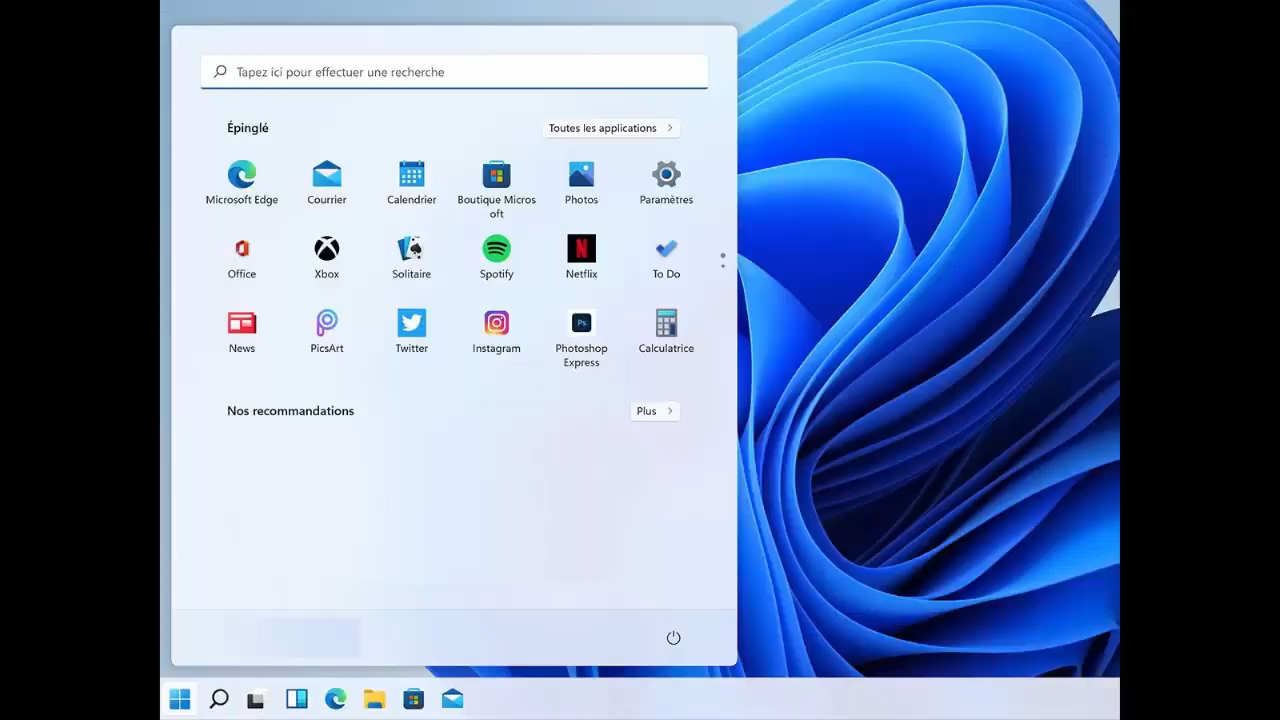 Tapez ici pour effectuer une recherche
Épinglé
Toutes les applications
Microsoft Edge
Courrier
Calendrier
Boutique Micros
oft
Photos
Paramètres
Office
Xbox
Solitaire
Spotify
Netflix
To Do
News
PicsArt
Twitter
Instagram
Ps
Photoshop
Express
Calculatrice
Nos recommandations
Plus